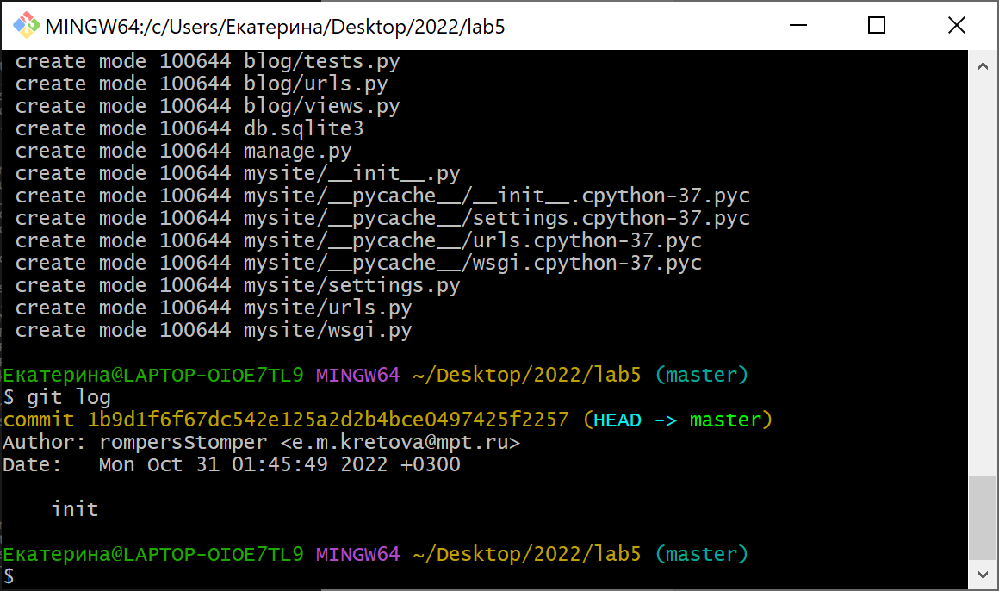 MINGW64:/c/Users/Екатерина/Desktop/2022/lab5
create mode 100644 blog/tests.py
create mode 100644 blog/urls.py
create mode 100644 blog/views.py
create mode 100644 db.sqlite3
create mode 100644 manage.py
create mode 100644 mysite/__init__.py
create mode 100644 mysite/__pycache__/__init__.cpython-37.pyc
create mode 100644 mysite/__pycache__/settings.cpython-37.pyc
create mode 100644 mysite/__pycache__/urls.cpython-37.pyc
create mode 100644 mysite/__pycache__/wsgi.cpython-37.pyc
create mode 100644 mysite/settings.py
create mode 100644 mysite/urls.py
create mode 100644 mysite/wsgi.py
Екатерина@LAPTOP-OIOE7TL9 MINGW64 ~/Desktop/2022/lab5 (master)
$ git log
commit 1b9d1f6f67dc542e125a2d2b4bce0497425f2257 (HEAD -> master)
Author: rompersStomper <e.m.kretova@mpt.ru>
Date:   Mon Oct 31 01:45:49 2022 +0300
init
Екатерина@LAPTOP-OIOE7TL9 MINGW64 ~/Desktop/2022/lab5 (master)
$